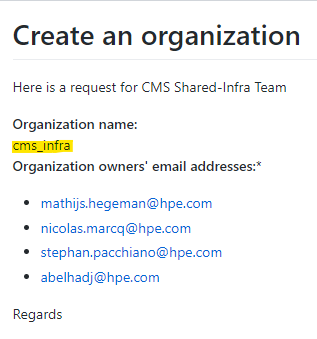 Create an organization
Here is a request for CMS Shared-Infra Team
Organization name:
cms_infra
Organization owners' email addresses:*
mathijs.hegeman@hpe.com
nicolas.marcq@hpe.com
stephan.pacchiano@hpe.com
abelhadj@hpe.com
Regards